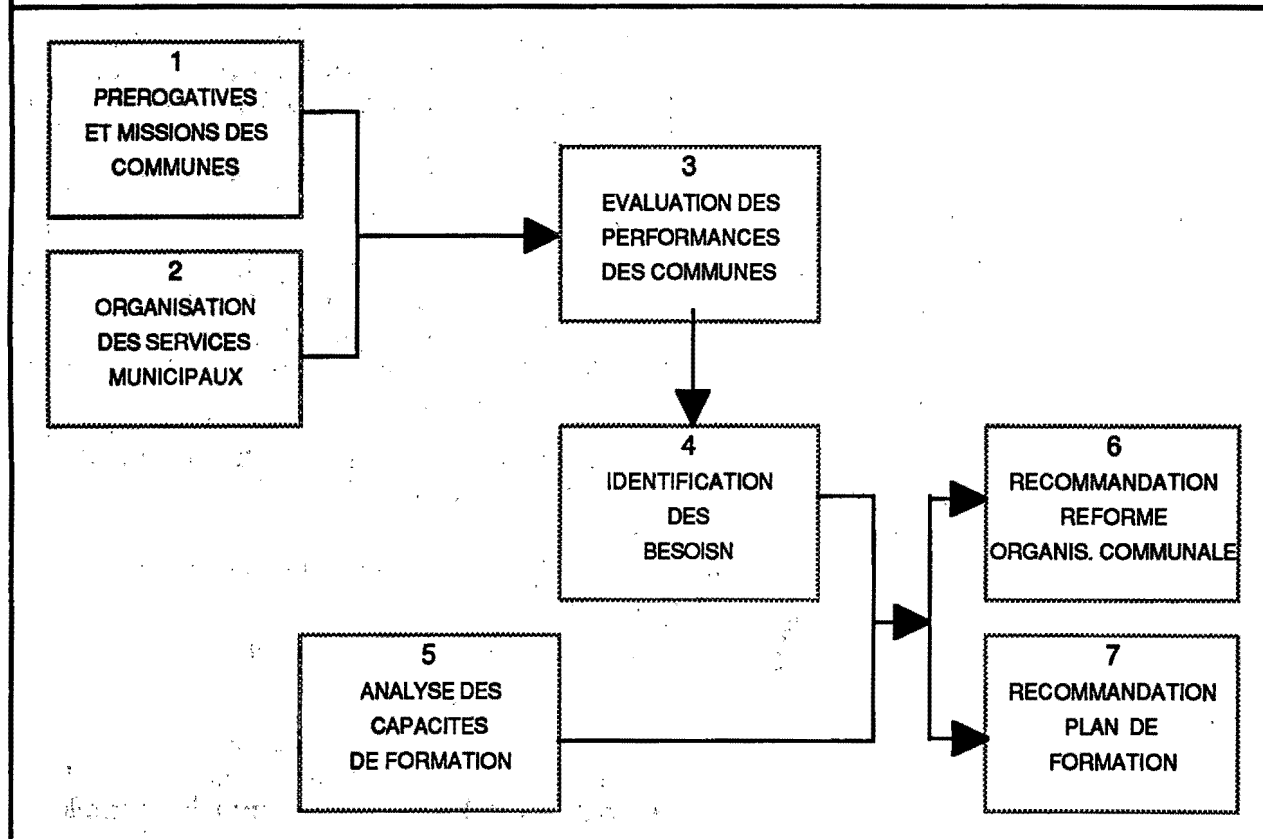 1
PREROGATIVES
ET MISSIONS DES
COMMUNES
2
ORGANISATION
DES SERVICES
MUNICIPAUX
3
EVALUATION DES
PERFORMANCES
DES COMMUNES
4
IDENTIFICATION
DES
BESOISN
5
ANALYSE DES
CAPACITES
DE FORMATION
6
RECOMMANDATION
REFORME
ORGANIS. COMMUNALE
7
RECOMMANDATION
PLAN DE
FORMATION